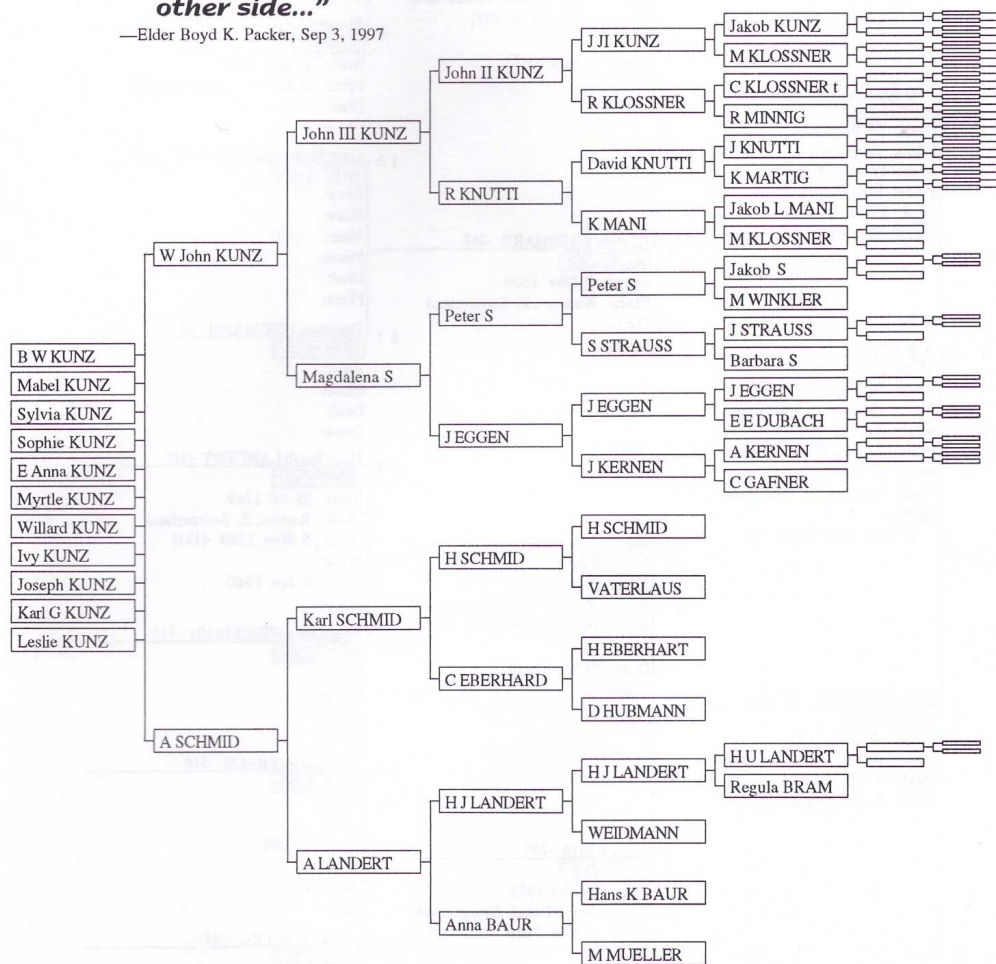 other side..."
—Elder Boyd K. Packer, Sep 3, 1997
B W KUNZ
Mabel KUNZ
Sylvia KUNZ
Sophie KUNZ
E Anna KUNZ
Myrtle KUNZ
Willard KUNZ
Ivy KUNZ
Joseph KUNZ
Karl G KUNZ
Leslie KUNZ
W John KUNZ
A SCHMID
John III KUNZ
Magdalena S
Karl SCHMID
A LANDERT
John II KUNZ
R KNUTTI
Peter S
J EGGEN
H SCHMID
C EBERHARD
H J LANDERT
Anna BAUR
J JI KUNZ
R KLOSSNER
David KNUTTI
K MANI
Peter S
S STRAUSS
J EGGEN
J KERNEN
H SCHMID
VATERLAUS
H EBERHART
D HUBMANN
H J LANDERT
WEIDMANN
Hans K BAUR
M MUELLER
Jakob KUNZ
M KLOSSNER
C KLOSSNER t
R MINNIG
J KNUTTI
K MARTIG
Jakob L MANI
M KLOSSNER
Jakob S
M WINKLER
J STRAUSS
Barbara S
J EGGEN
E E DUBACH
A KERNEN
C GAFNER
H U LANDERT
Regula BRAM